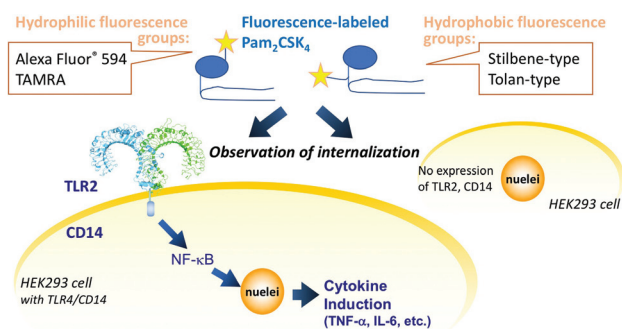 Hydrophilic fluorescence
groups:
Alexa Fluor® 594
TAMRA
Fluorescence-labeled
Pam₂CSK₄
Hydrophobic fluorescence
groups:
Stilbene-type
Tolan-type
Observation of internalization
TLR2
CD14
NF-κB
nuelei
Cytokine
Induction
(TNF-α, IL-6, etc.)
HEK293 cell
with TLR4/CD14
No expression
of TLR2, CD14
nuelei
HEK293 cell